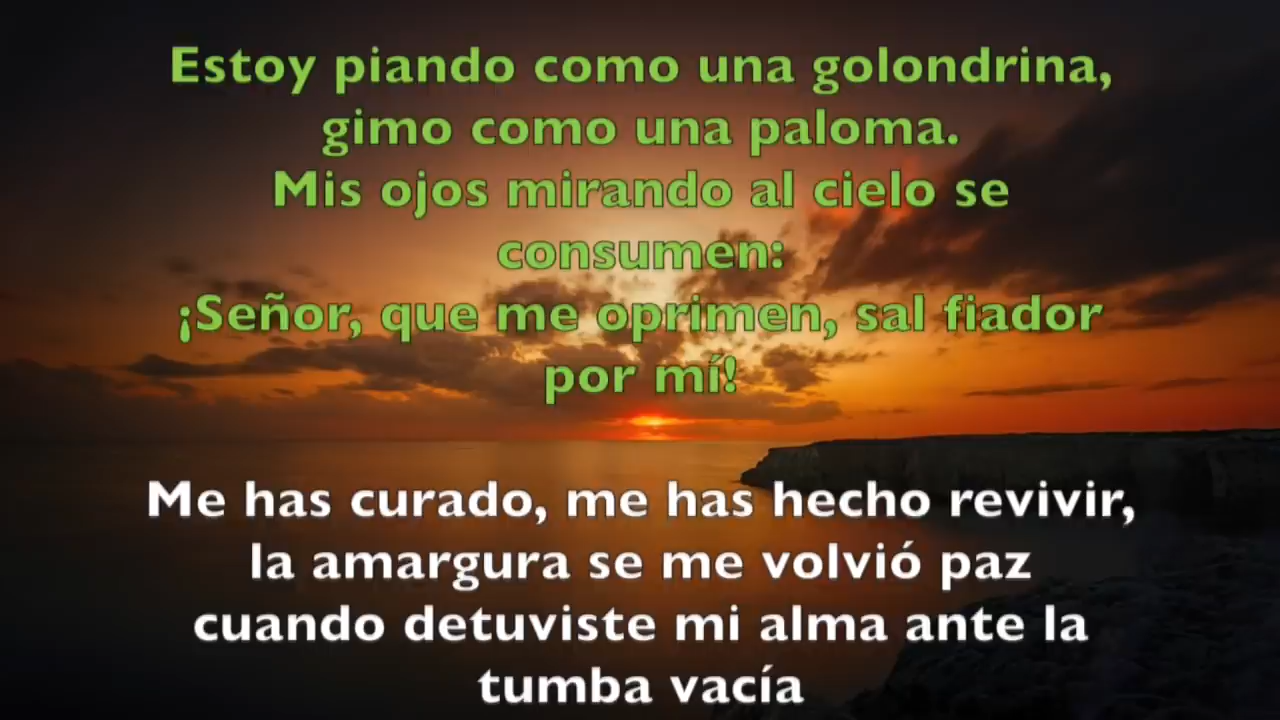 Estoy piando como una golondrina,
gimo como una paloma.
Mis ojos mirando al cielo se
consumen:
¡Señor, que me oprimen, sal fiador
por mí!
Me has curado, me has hecho revivir,
la amargura se me volvió paz
cuando detuviste mi alma ante la
tumba vacía